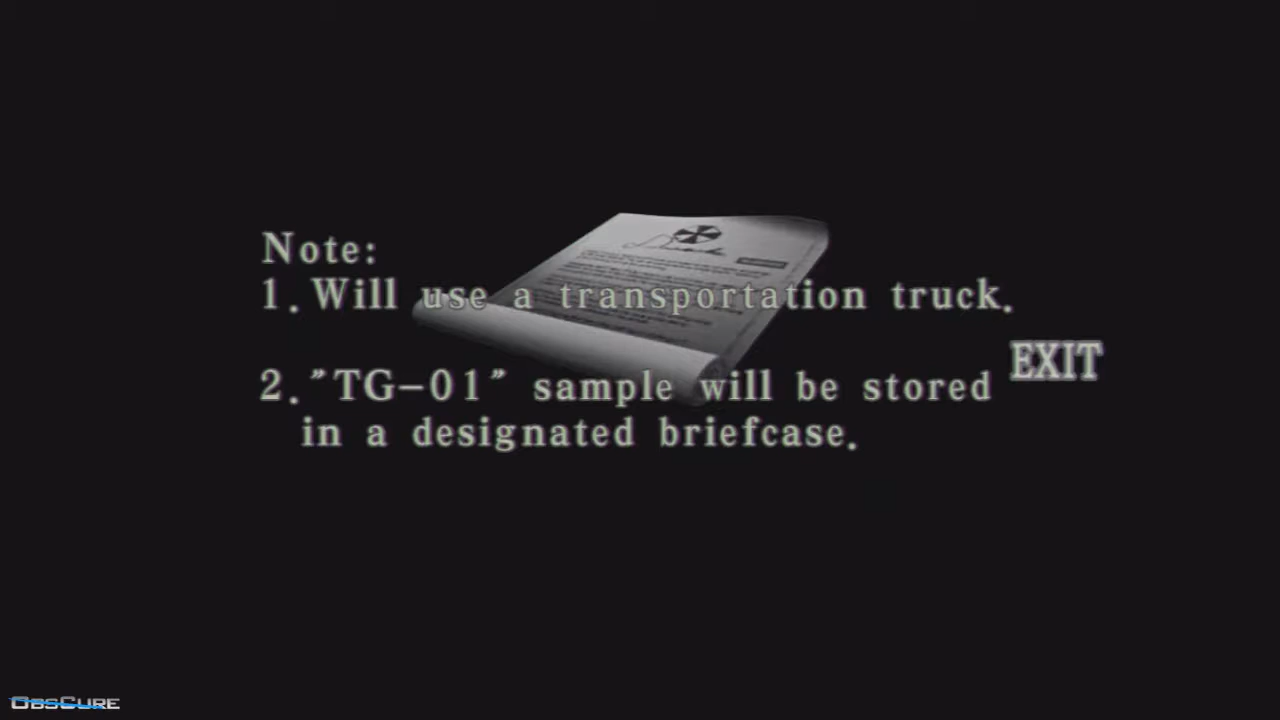 Note:
1. Will use a transportation truck.
EXIT
2. "TG-01" sample will be stored
in a designated briefcase.
OBSCURE